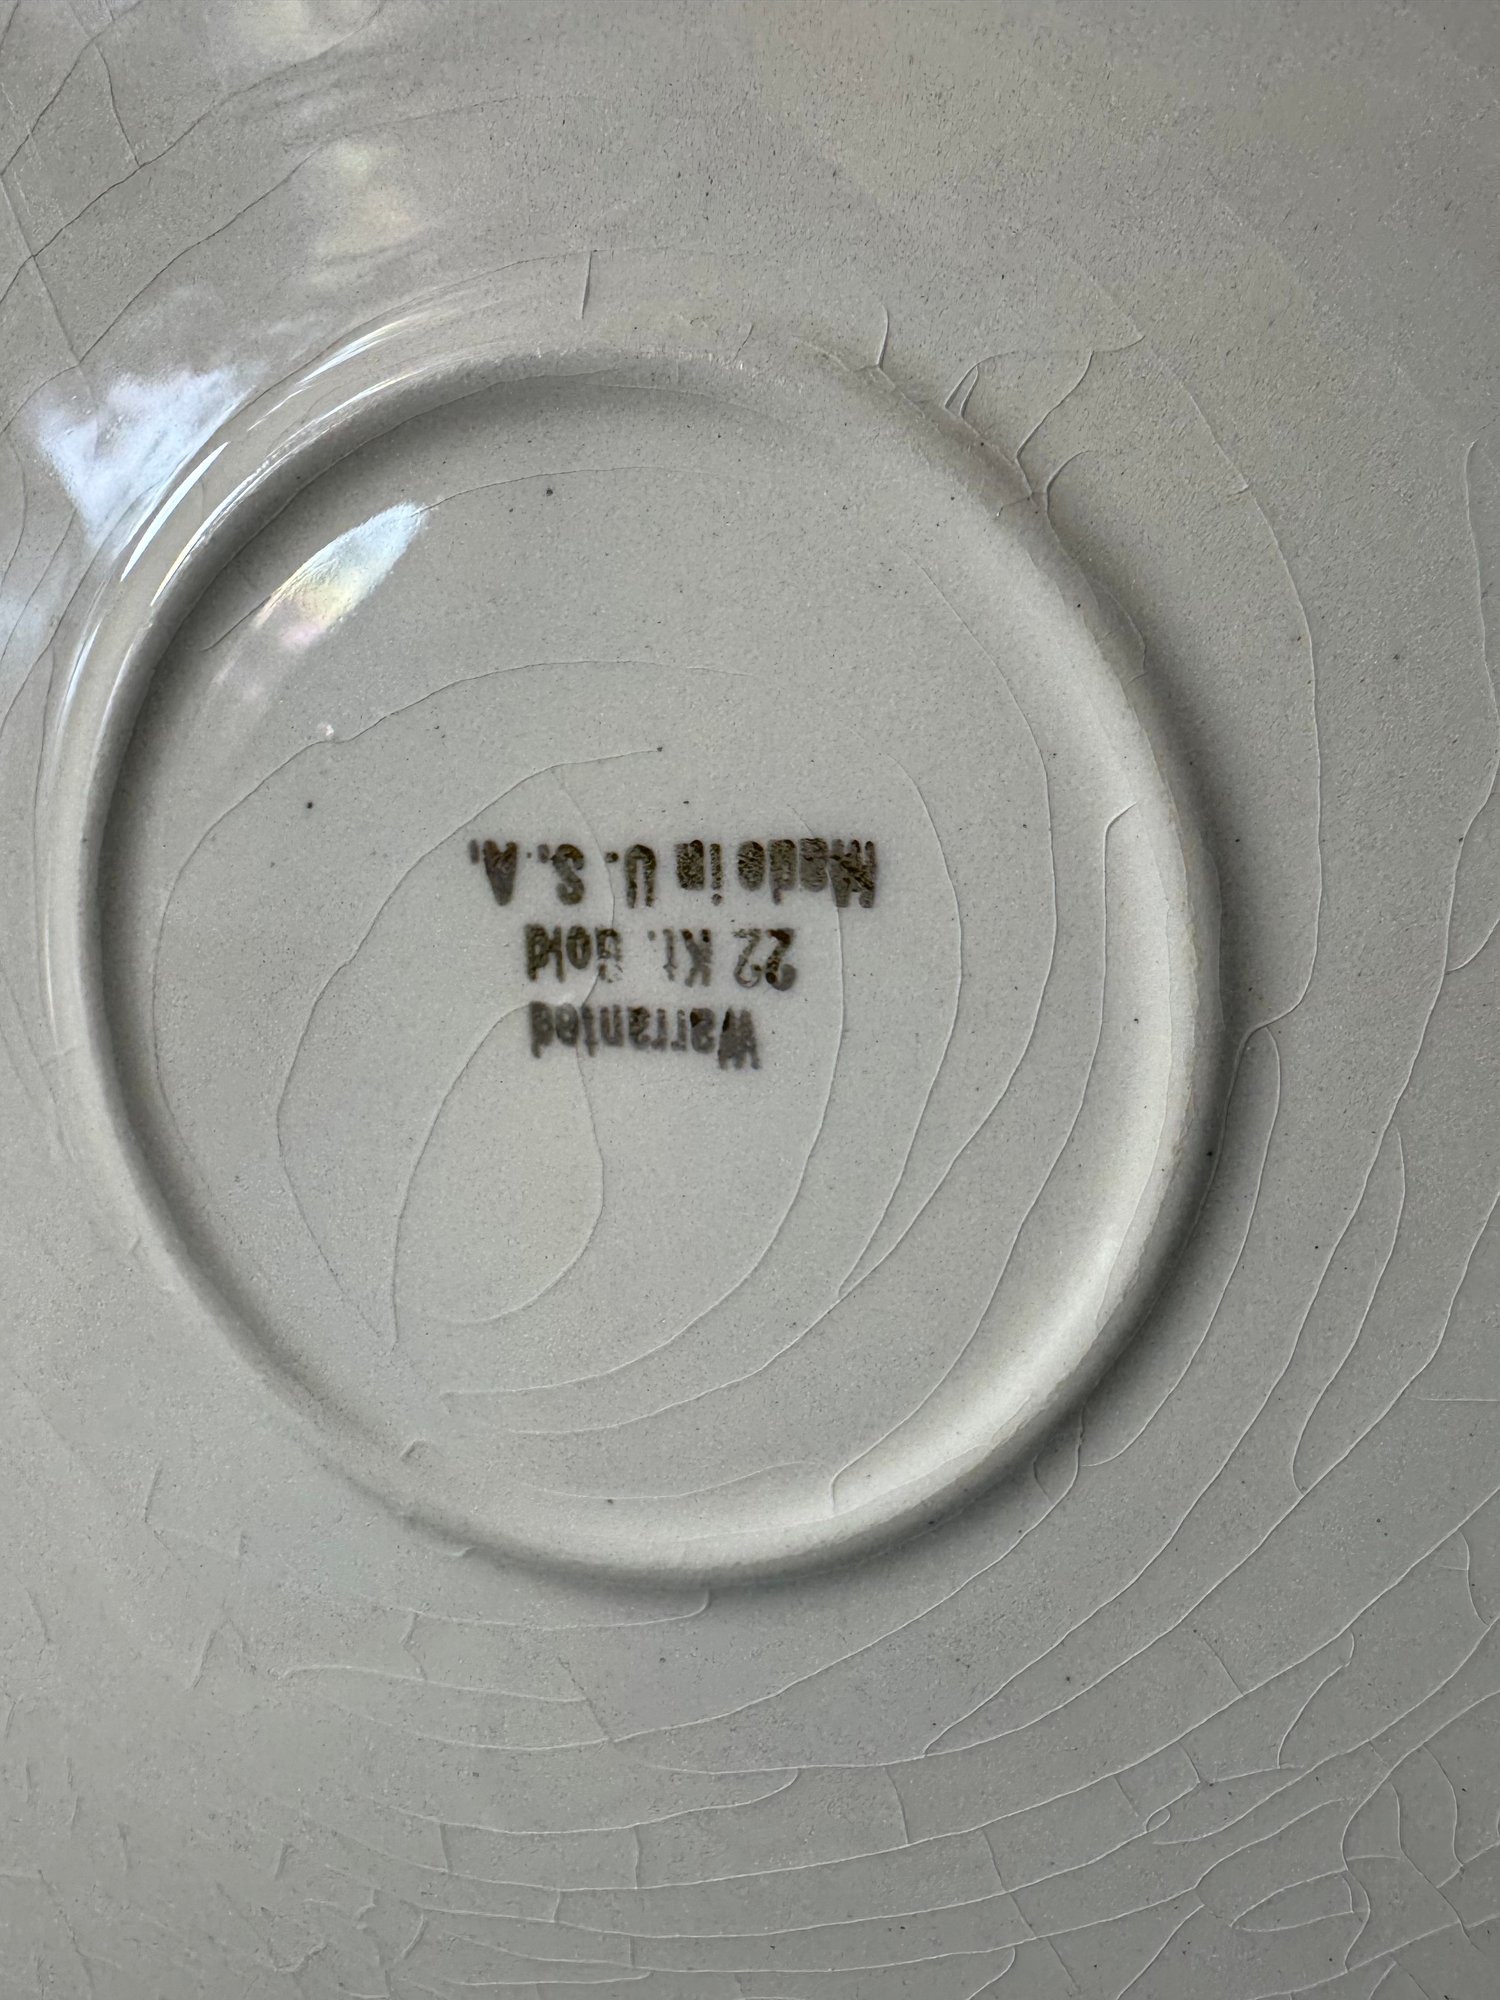 Warranted
22 Kt. Gold
Made in U. S. A.